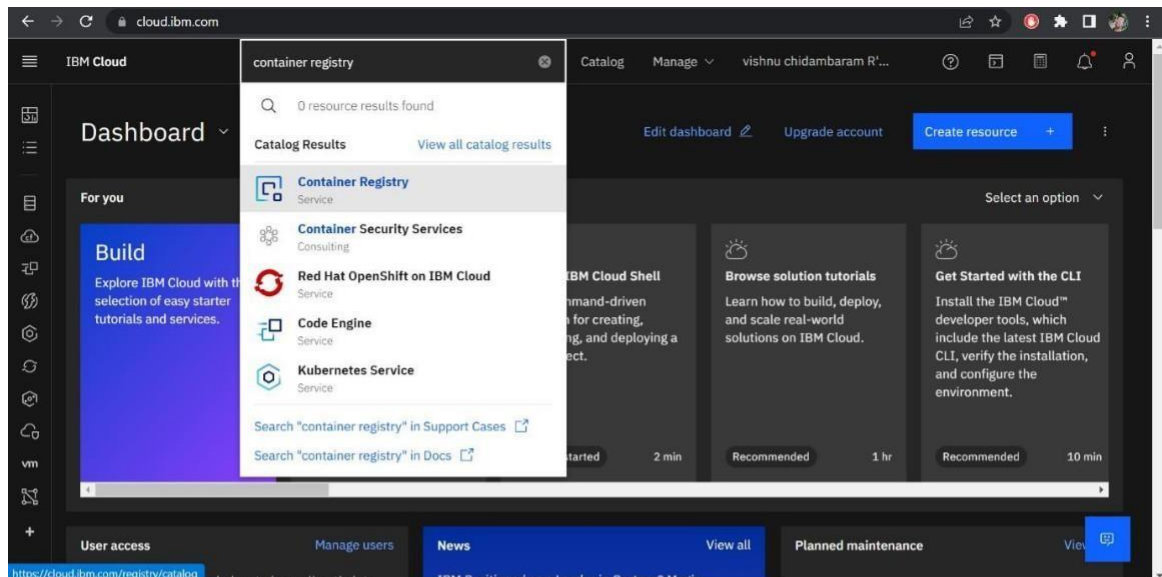 cloud.ibm.com
IBM Cloud
container registry
Catalog
Manage
vishnu chidambaram R'...
0 resource results found
Catalog Results
View all catalog results
Container Registry
Service
Container Security Services
Consulting
Red Hat OpenShift on IBM Cloud
Service
Code Engine
Service
Kubernetes Service
Service
Search "container registry" in Support Cases
Search "container registry" in Docs
Dashboard
Edit dashboard
Upgrade account
Create resource +
For you
Select an option
Build
Explore IBM Cloud with th
selection of easy starter
tutorials and services.
IBM Cloud Shell
mmand-driven
for creating,
ng, and deploying a
ect.
started
2 min
Browse solution tutorials
Learn how to build, deploy,
and scale real-world
solutions on IBM Cloud.
Recommended
1 hr
Get Started with the CLI
Install the IBM Cloud™
developer tools, which
include the latest IBM Cloud
CLI, verify the installation,
and configure the
environment.
Recommended
10 min
vm
User access
Manage users
News
View all
Planned maintenance
View
https://cloud.ibm.com/registry/catalog